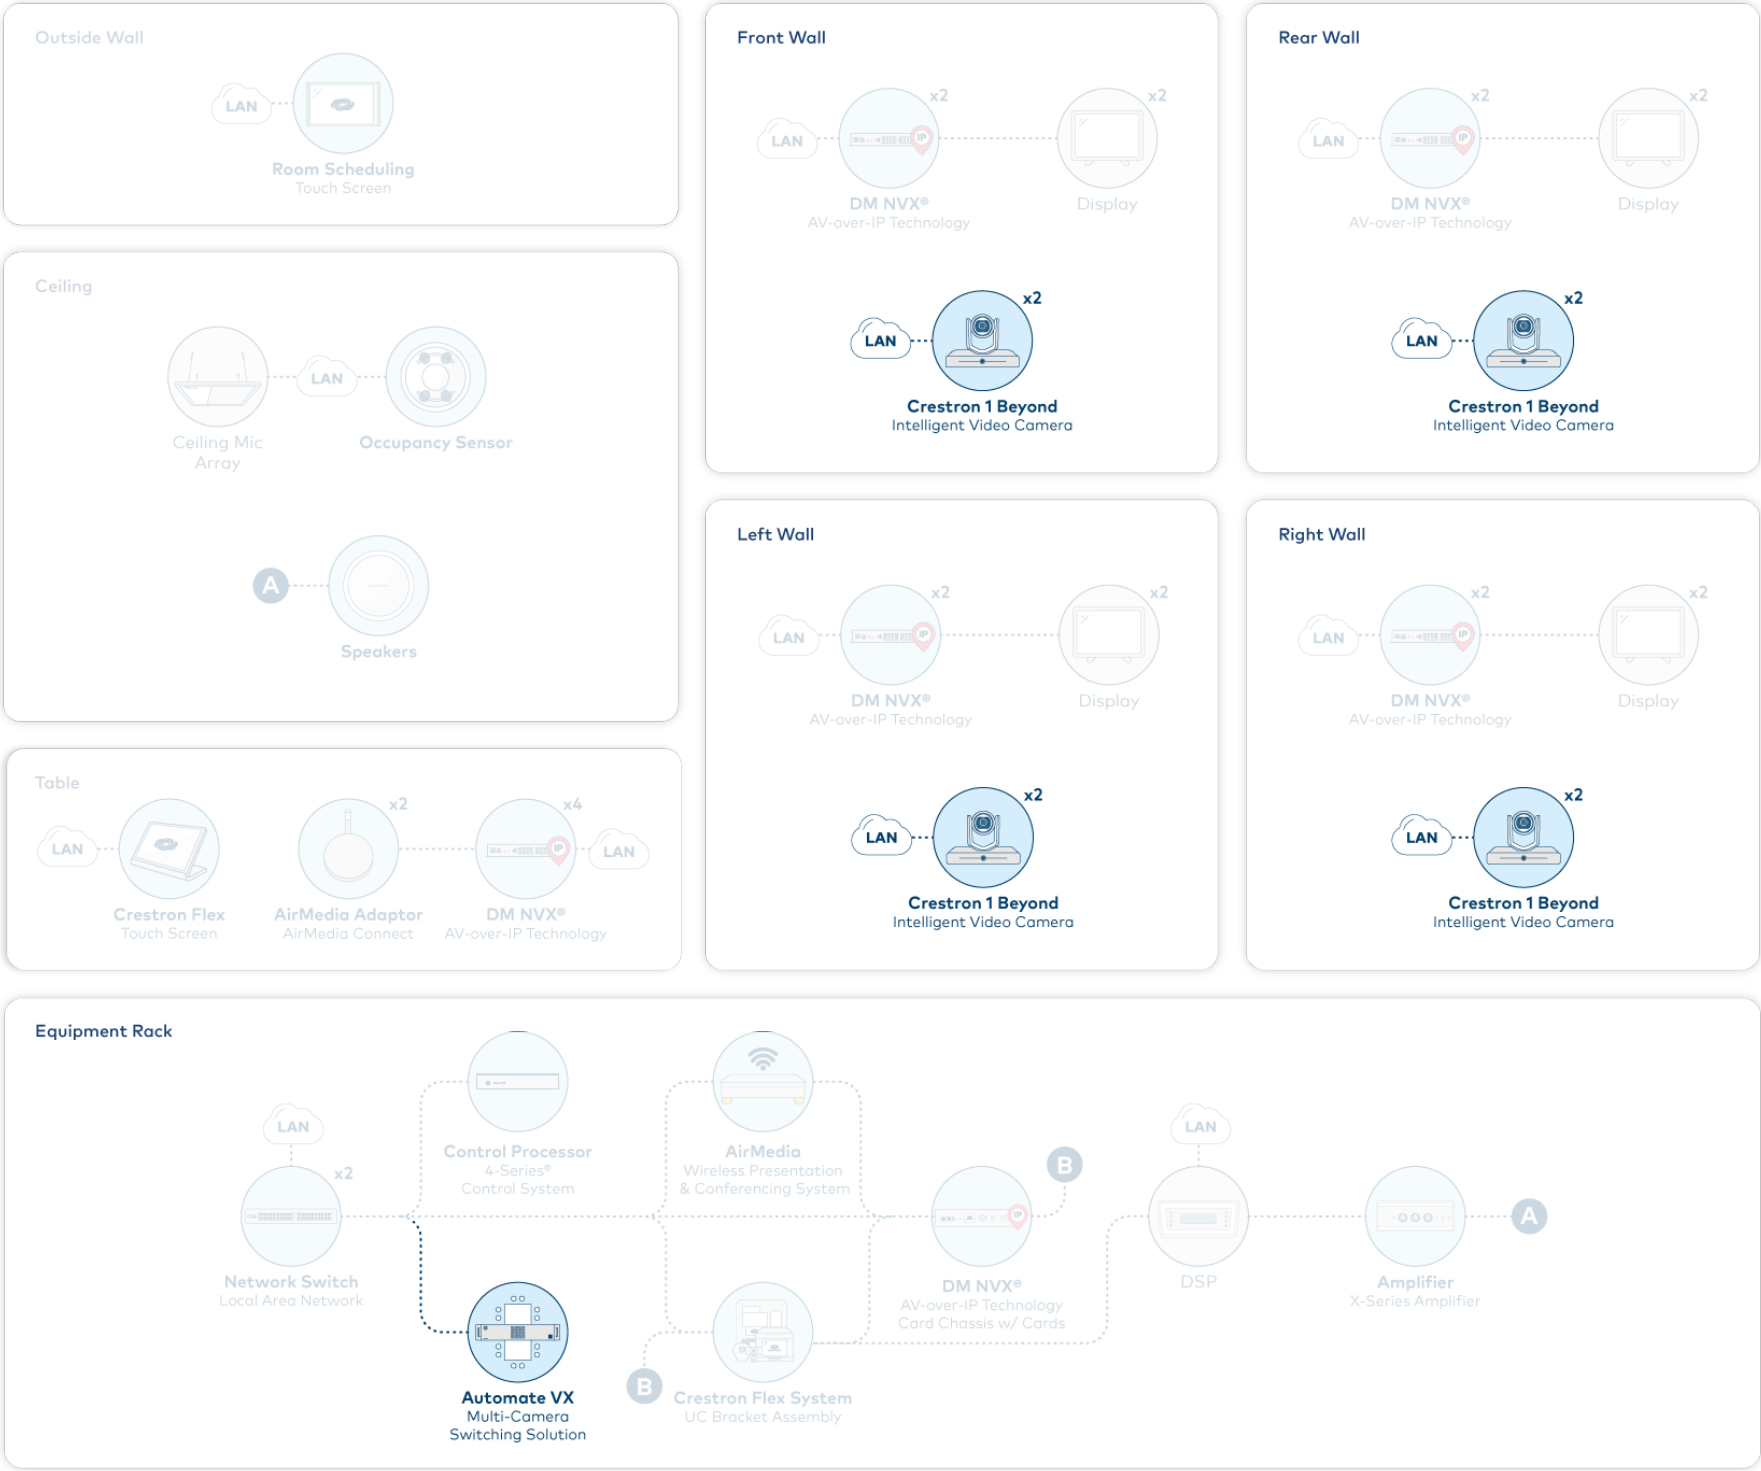 Outside Wall
LAN
Room Scheduling
Touch Screen
Ceiling
LAN
Ceiling Mic
Array
Occupancy Sensor
A
Speakers
Table
LAN
Crestron Flex
Touch Screen
x2
AirMedia Adaptor
AirMedia Connect
x4
IP
LAN
DM NVX®
AV-over-IP Technology
Front Wall
LAN
x2
IP
DM NVX®
AV-over-IP Technology
x2
Display
LAN
x2
Crestron 1 Beyond
Intelligent Video Camera
Rear Wall
LAN
x2
IP
DM NVX®
AV-over-IP Technology
x2
Display
LAN
x2
Crestron 1 Beyond
Intelligent Video Camera
Left Wall
LAN
x2
IP
DM NVX®
AV-over-IP Technology
x2
Display
LAN
x2
Crestron 1 Beyond
Intelligent Video Camera
Right Wall
LAN
x2
IP
DM NVX®
AV-over-IP Technology
x2
Display
LAN
x2
Crestron 1 Beyond
Intelligent Video Camera
Equipment Rack
LAN
x2
Network Switch
Local Area Network
Control Processor
4-Series®
Control System
Automate VX
Multi-Camera
Switching Solution
AirMedia
Wireless Presentation
& Conferencing System
B
Crestron Flex System
UC Bracket Assembly
B
IP
DM NVX®
AV-over-IP Technology
Card Chassis w/ Cards
LAN
DSP
Amplifier
X-Series Amplifier
A